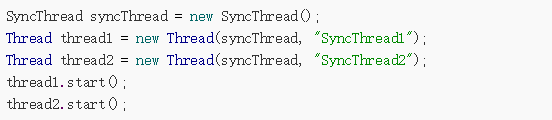 SyncThread syncThread = new SyncThread();
Thread thread1 = new Thread(syncThread, "SyncThread1");
Thread thread2 = new Thread(syncThread, "SyncThread2");
thread1.start();
thread2.start();